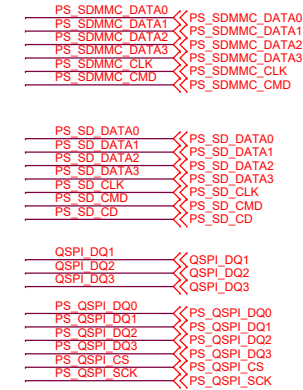 PS_SDMMC_DATA0 PS_SDMMC_DATA0
PS_SDMMC_DATA1 PS_SDMMC_DATA1
PS_SDMMC_DATA2 PS_SDMMC_DATA2
PS_SDMMC_DATA3 PS_SDMMC_DATA3
PS_SDMMC_CLK PS_SDMMC_CLK
PS_SDMMC_CMD PS_SDMMC_CMD
PS_SD_DATA0 PS_SD_DATA0
PS_SD_DATA1 PS_SD_DATA1
PS_SD_DATA2 PS_SD_DATA2
PS_SD_DATA3 PS_SD_DATA3
PS_SD_CLK PS_SD_CLK
PS_SD_CMD PS_SD_CMD
PS_SD_CD PS_SD_CD
QSPI_DQ1 QSPI_DQ1
QSPI_DQ2 QSPI_DQ2
QSPI_DQ3 QSPI_DQ3
PS_QSPI_DQ0 PS_QSPI_DQ0
PS_QSPI_DQ1 PS_QSPI_DQ1
PS_QSPI_DQ2 PS_QSPI_DQ2
PS_QSPI_DQ3 PS_QSPI_DQ3
PS_QSPI_CS PS_QSPI_CS
PS_QSPI_SCK PS_QSPI_SCK